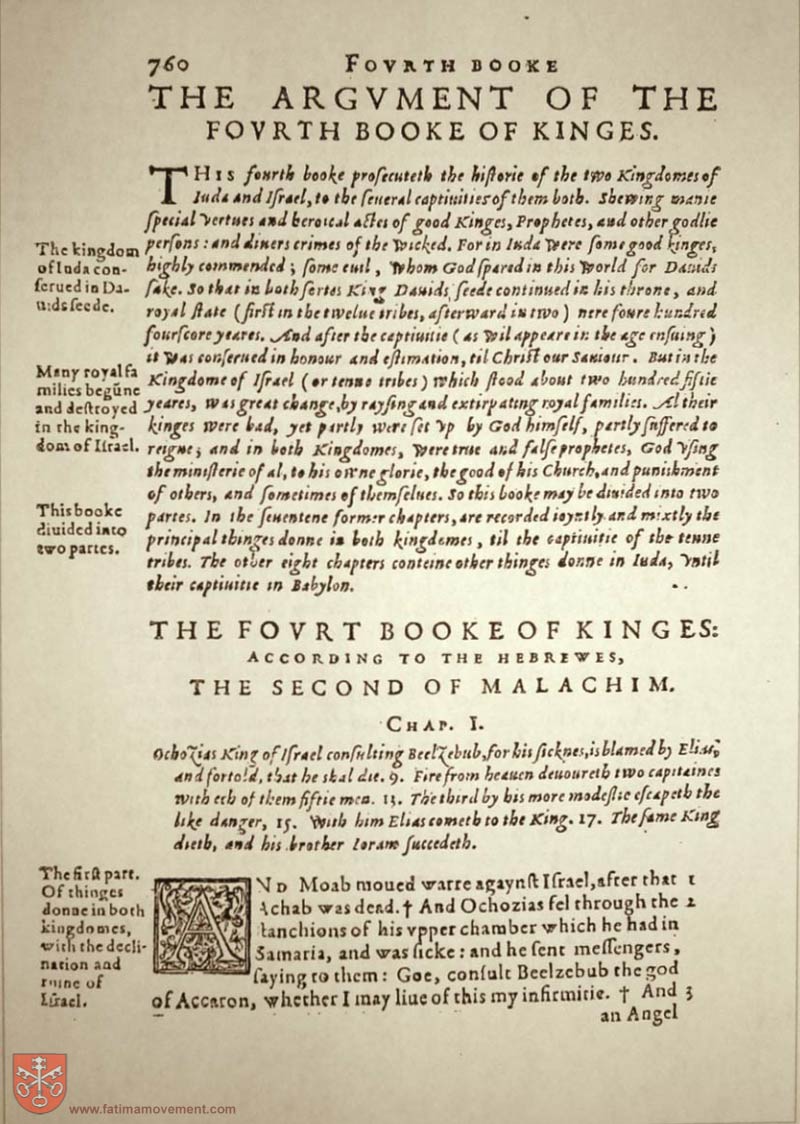 760 FOVRTH BOOKE
THE ARGVMENT OF THE
FOVRTH BOOKE OF KINGES.
THIS fourth booke prosecuteth the historie of the two Kingdomes of
Iuda and Israel, to the seueral captiuities of them both. Shewing manie
special vertues and heroical actes of good Kinges, Prophetes, and other godlie
persons: and diuers crimes of the wicked. For in Iuda were some good kinges,
highly commended; some euil, whom God spared in this world for Dauids
sake. So that in both sortes King Dauids seede continued in his throne, and
royal state (first in the twelue tribes, afterward in two) nere foure hundred
fourscore yeares. And after the captiuitie (as wil appeare in the age ensuing)
it was conserued in honour and estimation, til Christ our Sauiour. But in the
Kingdome of Israel (or tenne tribes) which stood about two hundred fiftie
yeares, was great change, by raysing and extirpating royal families. Al their
kinges were bad, yet partly were set vp by God himself, partly suffered to
reigne; and in both Kingdomes, were true and false prophetes, God vsing
the ministerie of al, to his owne glorie, the good of his Church, and punishment
of others, and sometimes of themselues. So this booke may be diuided into two
partes. In the seuentene former chapters, are recorded ioyntly and mixtly the
principal thinges donne in both kingdomes, til the captiuitie of the tenne
tribes. The other eight chapters conteine other thinges donne in Iuda, vntil
their captiuitie in Babylon.
The kingdom
of Iuda con-
serued in Da-
uids seede.
Many royal fa
milies begūne
and destroyed
in the king-
dom of Israel.
This booke
diuided into
two partes.
THE FOVRT BOOKE OF KINGES:
ACCORDING TO THE HEBREWES,
THE SECOND OF MALACHIM.
CHAP. I.
Ochozias King of Israel consulting Beelzebub, for his sicknes, is blamed by Elias,
and fortold, that he shal die. 9. Fire from heauen deuoureth two capitaines
with ech of them fiftie men. 13. The third by his more modestie escapeth the
like danger, 15. With him Elias cometh to the King. 17. The same King
dieth, and his brother Ioram succedeth.
The first part.
Of thinges
donne in both
kingdomes,
with the decli-
nation and
ruine of
Israel.
AND Moab moued warre agaynst Israel, after that 1
Achab was dead. † And Ochozias fel through the 2
lanchions of his vpper chamber which he had in
Samaria, and was sicke: and he sent messengers,
saying to them: Goe, consult Beelzebub the god
of Accaron, whether I may liue of this my infirmitie. † And 3
an Angel
www.fatimamovement.com